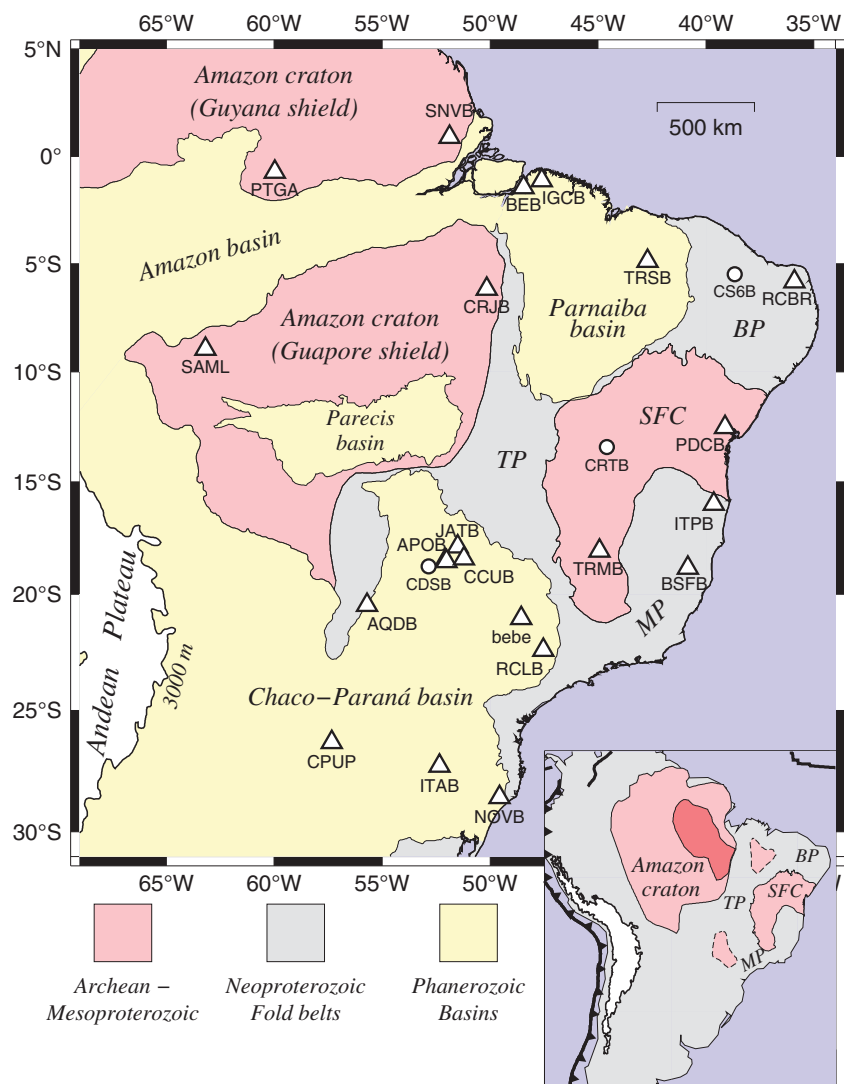 65°W 60°W 55°W 50°W 45°W 40°W 35°W
5°N
0°
5°S
10°S
15°S
20°S
25°S
30°S
Amazon craton
(Guyana shield)
SNVB
500 km
PTGA
BEB
IGCB
Amazon basin
TRSB
CS6B
RCBR
CRJB
Parnaiba
basin
BP
Amazon craton
(Guapore shield)
SAML
Parecis
basin
SFC
PDCB
CRTB
TP
ITPB
JATB
APOB
CCUB
CDSB
TRMB
BSFB
AQDB
bebe
MP
RCLB
Andean Plateau
3000 m
Chaco−Paraná basin
CPUP
ITAB
NOVB
65°W 60°W 55°W 50°W
W
Amazon
craton
BP
SFC
TP
MP
Archean −
Mesoproterozoic
Neoproterozoic
Fold belts
Phanerozoic
Basins